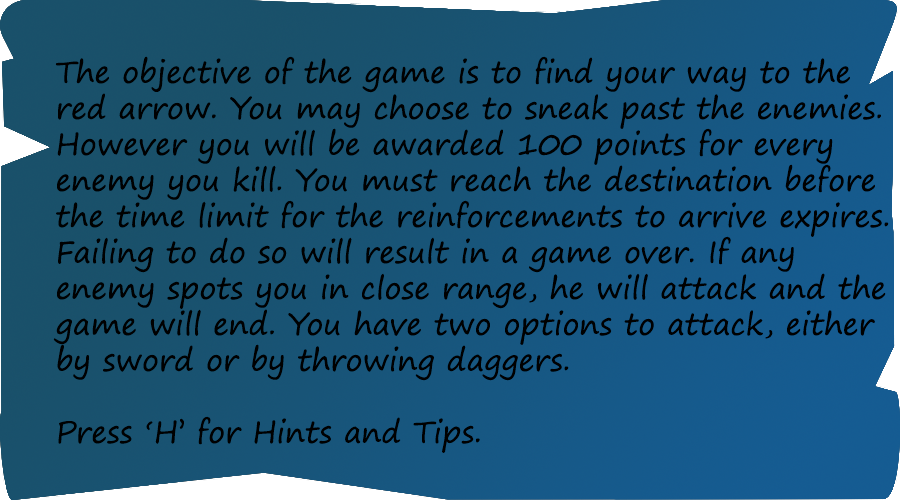 The objective of the game is to find your way to the
red arrow. You may choose to sneak past the enemies.
However you will be awarded 100 points for every
enemy you kill. You must reach the destination before
the time limit for the reinforcements to arrive expires.
Failing to do so will result in a game over. If any
enemy spots you in close range, he will attack and the
game will end. You have two options to attack, either
by sword or by throwing daggers.
Press ‘H’ for Hints and Tips.